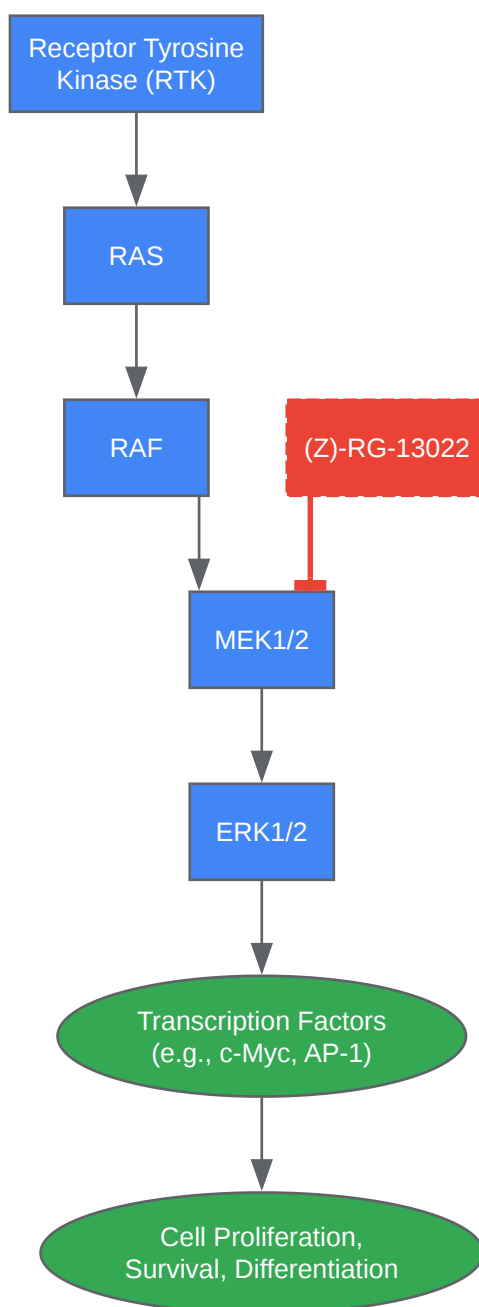 Receptor Tyrosine
Kinase (RTK)
RAS
RAF
(Z)-RG-13022
MEK1/2
ERK1/2
Transcription Factors
(e.g., c-Myc, AP-1)
Cell Proliferation,
Survival, Differentiation